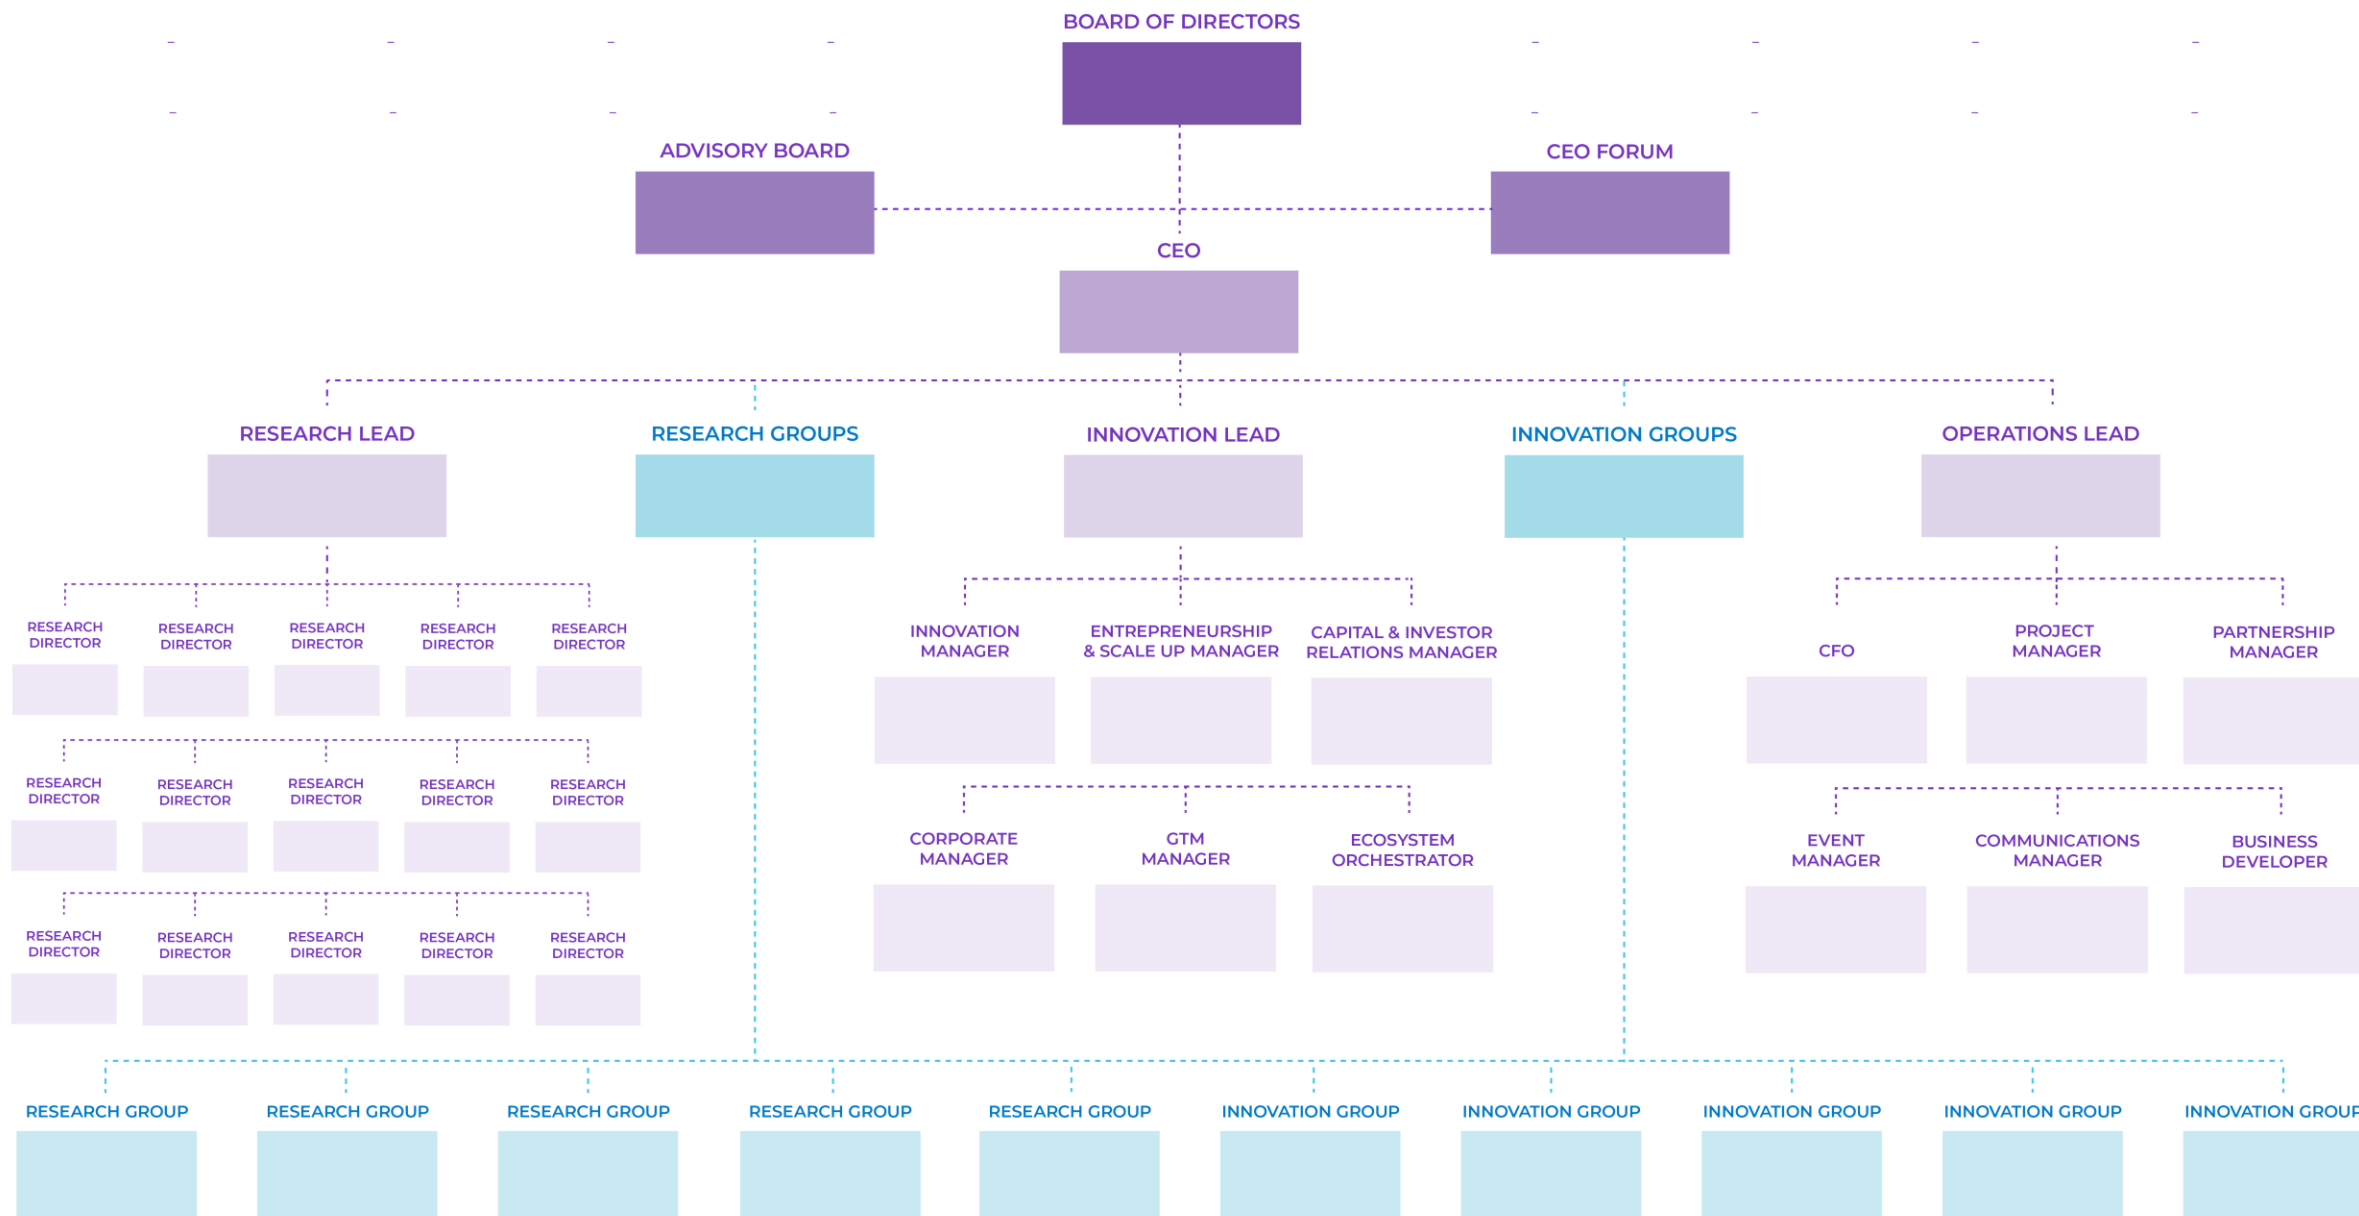 BOARD OF DIRECTORS
– – – – – – – –
– – – – – – – –
ADVISORY BOARD
CEO FORUM
CEO
RESEARCH LEAD
RESEARCH GROUPS
INNOVATION LEAD
INNOVATION GROUPS
OPERATIONS LEAD
RESEARCH
DIRECTOR
RESEARCH
DIRECTOR
RESEARCH
DIRECTOR
RESEARCH
DIRECTOR
RESEARCH
DIRECTOR
INNOVATION
MANAGER
ENTREPRENEURSHIP
& SCALE UP MANAGER
CAPITAL & INVESTOR
RELATIONS MANAGER
CFO
PROJECT
MANAGER
PARTNERSHIP
MANAGER
RESEARCH
DIRECTOR
RESEARCH
DIRECTOR
RESEARCH
DIRECTOR
RESEARCH
DIRECTOR
RESEARCH
DIRECTOR
CORPORATE
MANAGER
GTM
MANAGER
ECOSYSTEM
ORCHESTRATOR
EVENT
MANAGER
COMMUNICATIONS
MANAGER
BUSINESS
DEVELOPER
RESEARCH
DIRECTOR
RESEARCH
DIRECTOR
RESEARCH
DIRECTOR
RESEARCH
DIRECTOR
RESEARCH
DIRECTOR
RESEARCH GROUP
RESEARCH GROUP
RESEARCH GROUP
RESEARCH GROUP
RESEARCH GROUP
INNOVATION GROUP
INNOVATION GROUP
INNOVATION GROUP
INNOVATION GROUP
INNOVATION GROUP